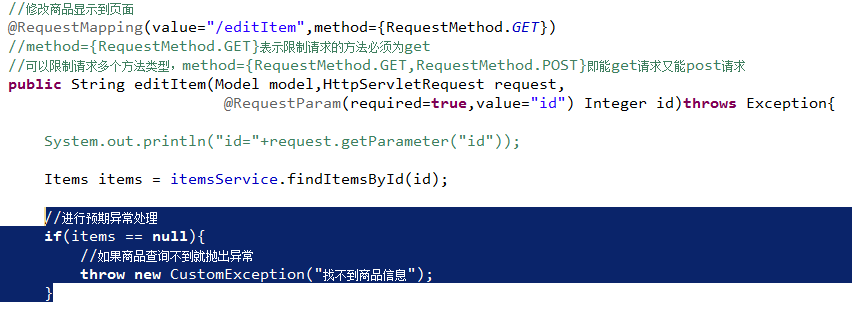 //修改商品显示到页面
@RequestMapping(value="/editItem",method={RequestMethod.GET})
//method={RequestMethod.GET}表示限制请求的方法必须为get
//可以限制请求多个方法类型，method={RequestMethod.GET,RequestMethod.POST}即能get请求又能post请求
public String editItem(Model model,HttpServletRequest request,
@RequestParam(required=true,value="id") Integer id)throws Exception{
System.out.println("id="+request.getParameter("id"));
Items items = itemsService.findItemsById(id);
//进行预期异常处理
if(items == null){
//如果商品查询不到就抛出异常
throw new CustomException("找不到商品信息");
}